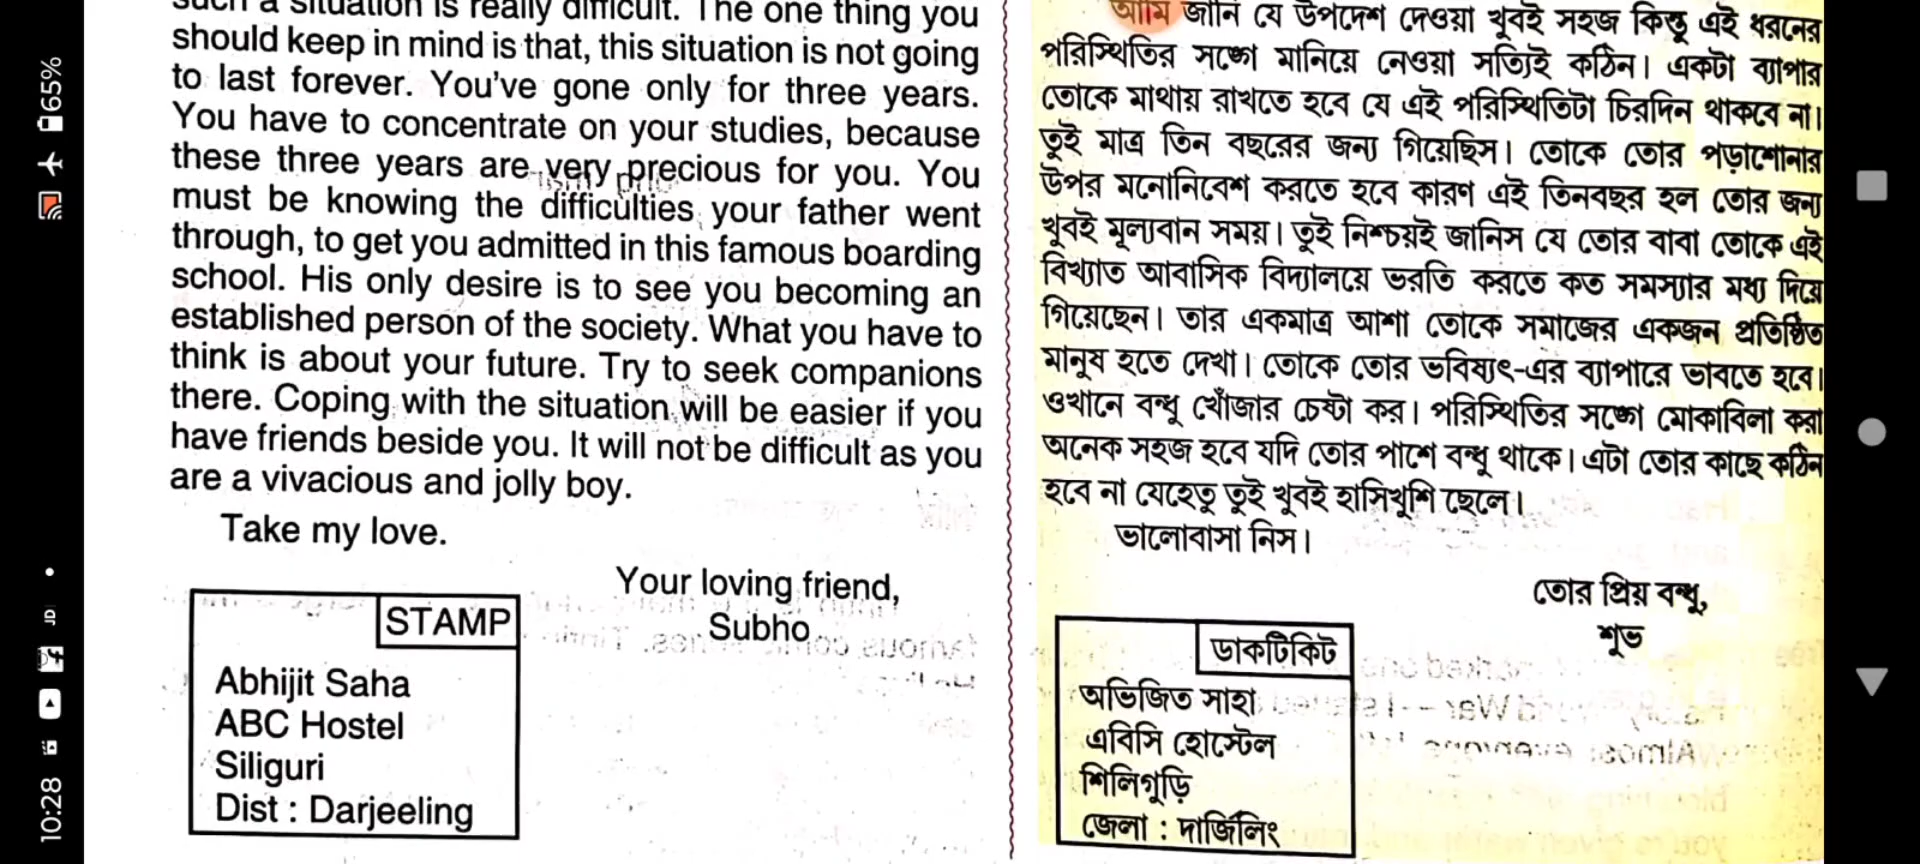 such a situation is really difficult. The one thing you
should keep in mind is that, this situation is not going
to last forever. You've gone only for three years.
You have to concentrate on your studies, because
these three years are very precious for you. You
must be knowing the difficulties your father went
through, to get you admitted in this famous boarding
school. His only desire is to see you becoming an
established person of the society. What you have to
think is about your future. Try to seek companions
there. Coping with the situation will be easier if you
have friends beside you. It will not be difficult as you
are a vivacious and jolly boy.
Take my love.
Your loving friend,
Subho
STAMP
Abhijit Saha
ABC Hostel
Siliguri
Dist : Darjeeling
আমি জানি যে উপদেশ দেওয়া খুবই সহজ কিন্তু এই ধরনের
পরিস্থিতির সঙ্গে মানিয়ে নেওয়া সত্যিই কঠিন। একটা ব্যাপার
তোকে মাথায় রাখতে হবে যে এই পরিস্থিতিটা চিরদিন থাকবে না।
তুই মাত্র তিন বছরের জন্য গিয়েছিস। তোকে তোর পড়াশোনার
উপর মনোনিবেশ করতে হবে কারণ এই তিনবছর হল তোর জন্য
খুবই মূল্যবান সময়। তুই নিশ্চয়ই জানিস যে তোর বাবা তোকে এই
বিখ্যাত আবাসিক বিদ্যালয়ে ভরতি করতে কত সমস্যার মধ্য দিয়ে
গিয়েছেন। তার একমাত্র আশা তোকে সমাজের একজন প্রতিষ্ঠিত
মানুষ হতে দেখা। তোকে তোর ভবিষ্যৎ-এর ব্যাপারে ভাবতে হবে।
ওখানে বন্ধু খোঁজার চেষ্টা কর। পরিস্থিতির সঙ্গে মোকাবিলা করা
অনেক সহজ হবে যদি তোর পাশে বন্ধু থাকে। এটা তোর কাছে কঠিন
হবে না যেহেতু তুই খুবই হাসিখুশি ছেলে।
ভালোবাসা নিস।
তোর প্রিয় বন্ধু,
শুভ
ডাকটিকিট
অভিজিত সাহা
এবিসি হোস্টেল
শিলিগুড়ি
জেলা : দার্জিলিং
10:28
65%